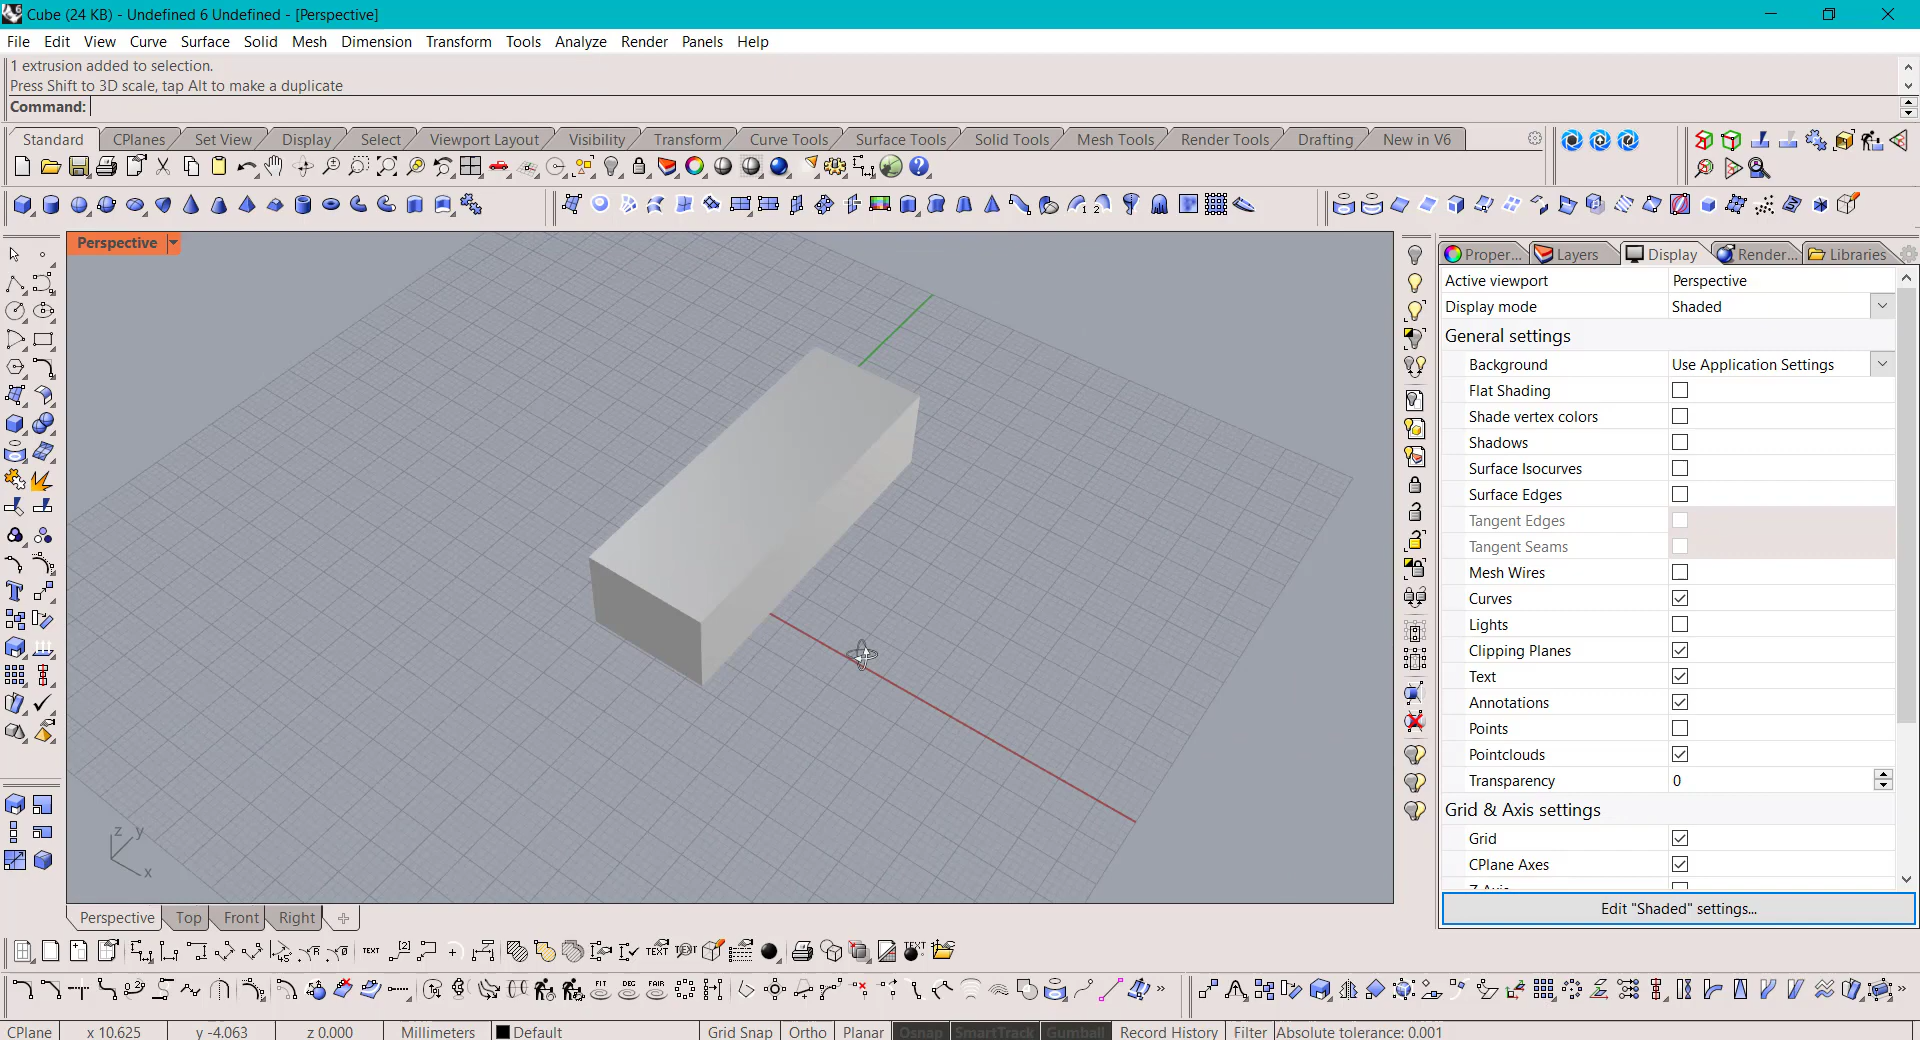 Cube (24 KB) - Undefined 6 Undefined - [Perspective]
File Edit View Curve Surface Solid Mesh Dimension Transform Tools Analyze Render Panels Help
1 extrusion added to selection.
Press Shift to 3D scale, tap Alt to make a duplicate
Command:
Standard CPlanes Set View Display Select Viewport Layout Visibility Transform Curve Tools Surface Tools Solid Tools Mesh Tools Render Tools Drafting New in V6
Perspective
Proper... Layers Display Render... Libraries
Active viewport Perspective
Display mode Shaded
General settings
Background Use Application Settings
Flat Shading
Shade vertex colors
Shadows
Surface Isocurves
Surface Edges
Tangent Edges
Tangent Seams
Mesh Wires
Curves
Lights
Clipping Planes
Text
Annotations
Points
Pointclouds
Transparency 0
Grid & Axis settings
Grid
CPlane Axes
Edit "Shaded" settings...
z y
x
Perspective Top Front Right
TEXT
FIT DEG FAIR
CPlane x 10.625 y -4.063 z 0.000 Millimeters Default Grid Snap Ortho Planar Osnap SmartTrack Gumball Record History Filter Absolute tolerance: 0.001